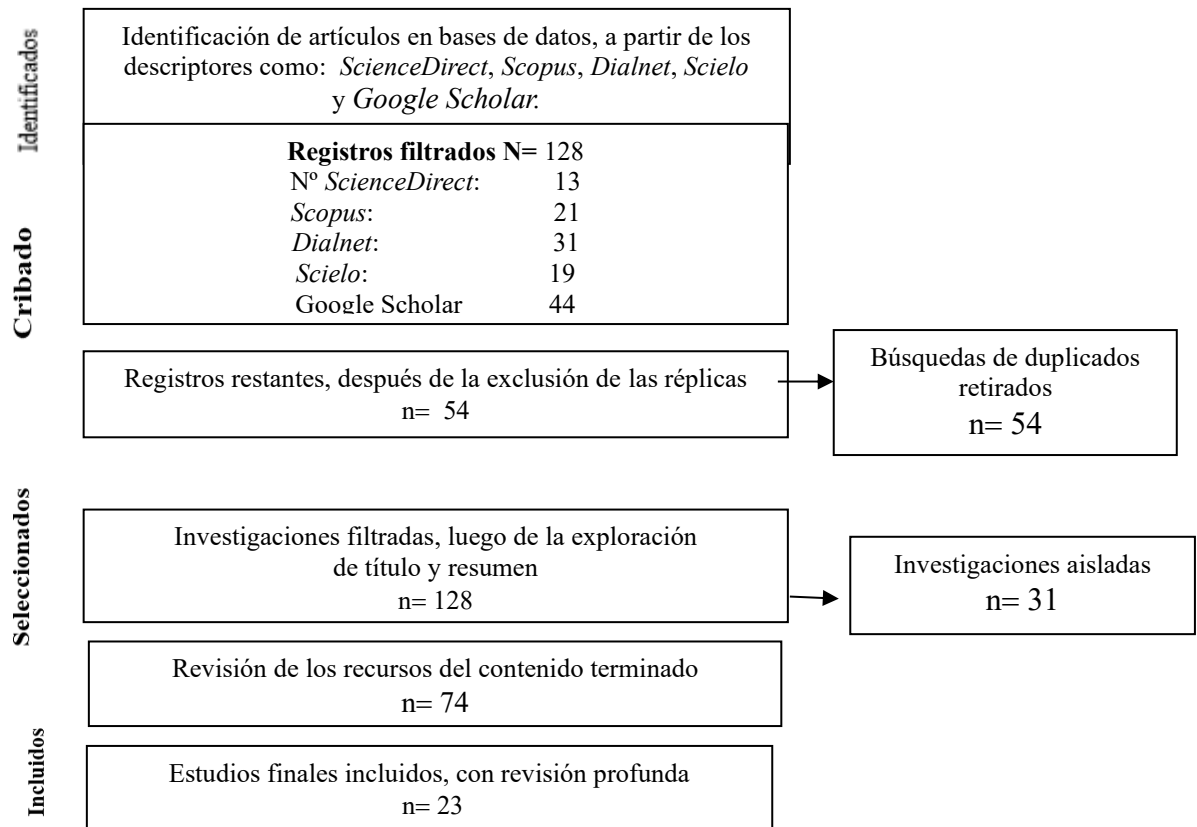 Identificados
Identificación de artículos en bases de datos, a partir de los
descriptores como: ScienceDirect, Scopus, Dialnet, Scielo
y Google Scholar.
Cribado
Registros filtrados N= 128
Nº ScienceDirect: 13
Scopus: 21
Dialnet: 31
Scielo: 19
Google Scholar 44
Registros restantes, después de la exclusión de las réplicas
n= 54
Búsquedas de duplicados
retirados
n= 54
Seleccionados
Investigaciones filtradas, luego de la exploración
de título y resumen
n= 128
Investigaciones aisladas
n= 31
Revisión de los recursos del contenido terminado
n= 74
Incluidos
Estudios finales incluidos, con revisión profunda
n= 23